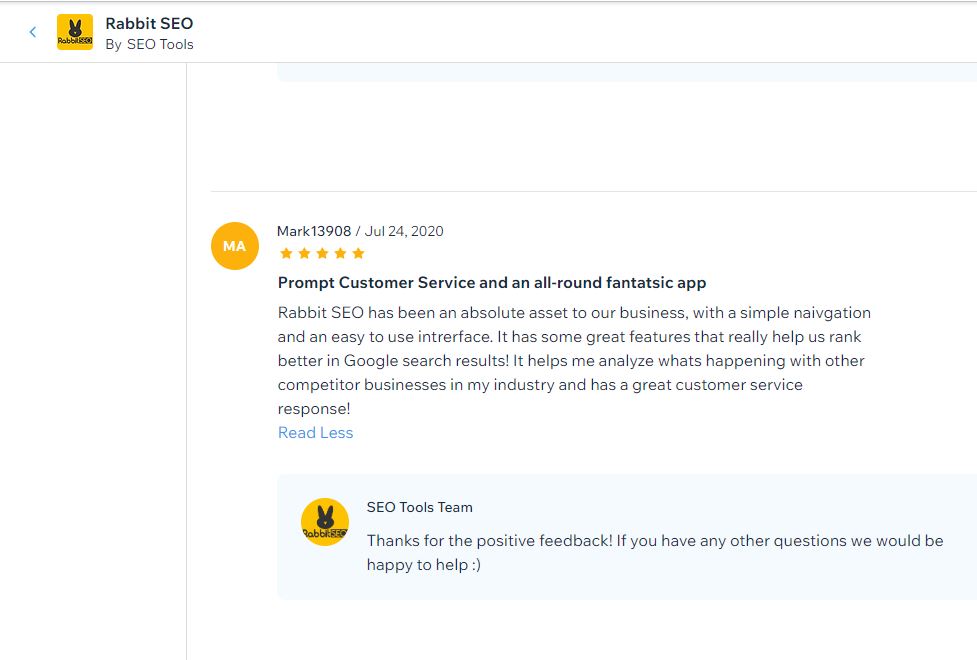 Rabbit SEO
RabbitSEO
By SEO Tools
MA
Mark13908 / Jul 24, 2020
Prompt Customer Service and an all-round fantatsic app
Rabbit SEO has been an absolute asset to our business, with a simple naivgation
and an easy to use intrerface. It has some great features that really help us rank
better in Google search results! It helps me analyze whats happening with other
competitor businesses in my industry and has a great customer service
response!
Read Less
SEO Tools Team
RabbitSEO
Thanks for the positive feedback! If you have any other questions we would be
happy to help :)